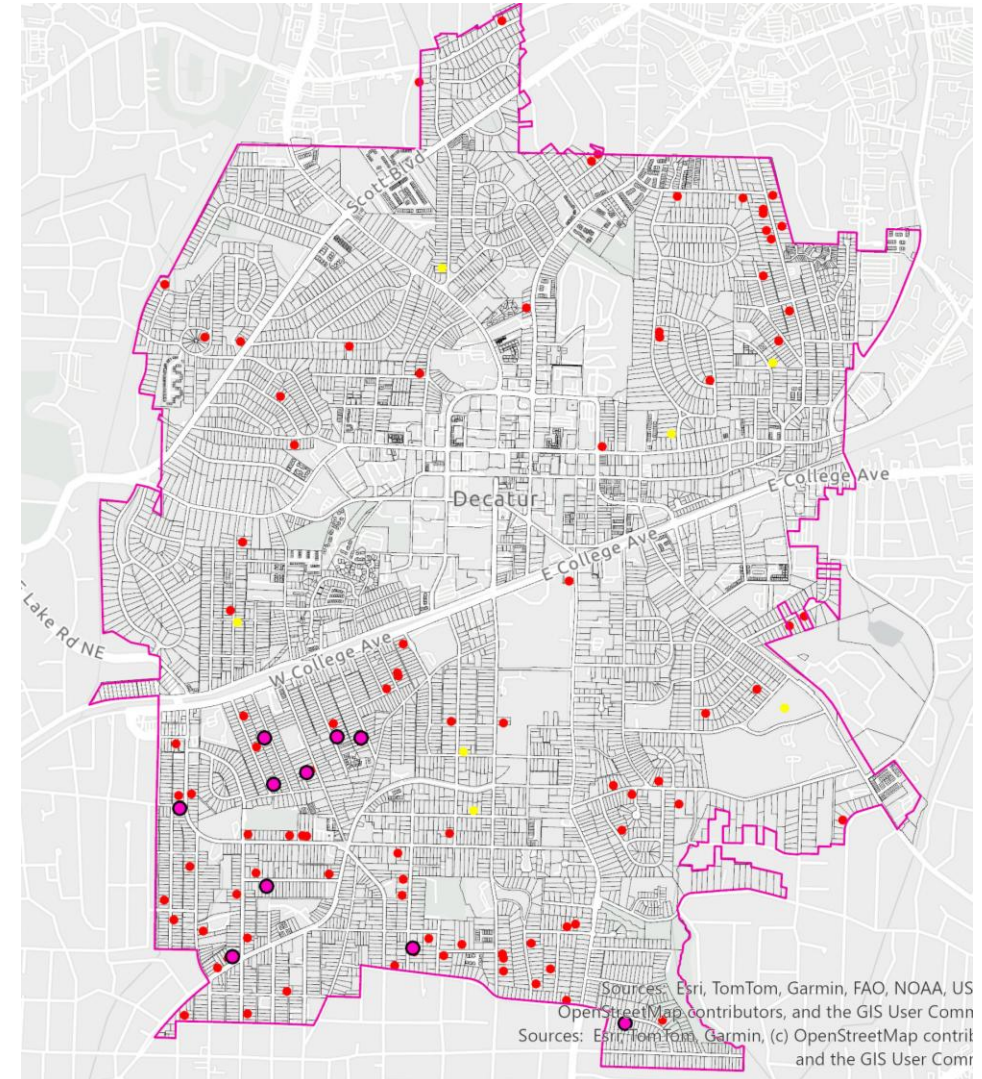 Scott Blvd
Decatur
E College Ave
E College Ave
Lake Rd NE
W College Ave
Sources: Esri, TomTom, Garmin, FAO, NOAA, US
OpenStreetMap contributors, and the GIS User Comm
Sources: Esri, TomTom, Garmin, (c) OpenStreetMap contrib
and the GIS User Comm